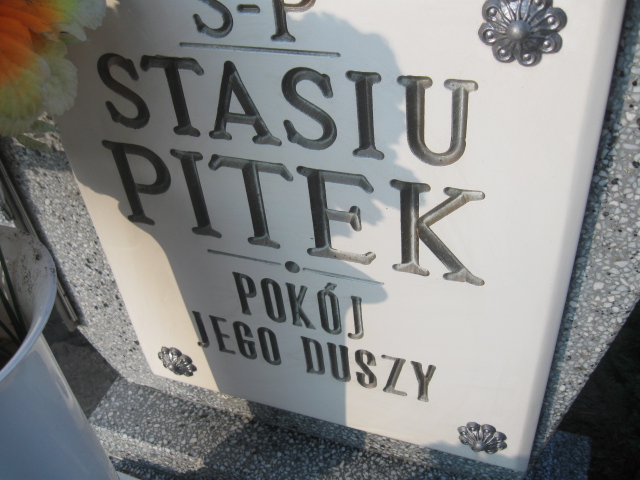 S-P
STASIU
PITEK
POKÓJ
JEGO DUSZY